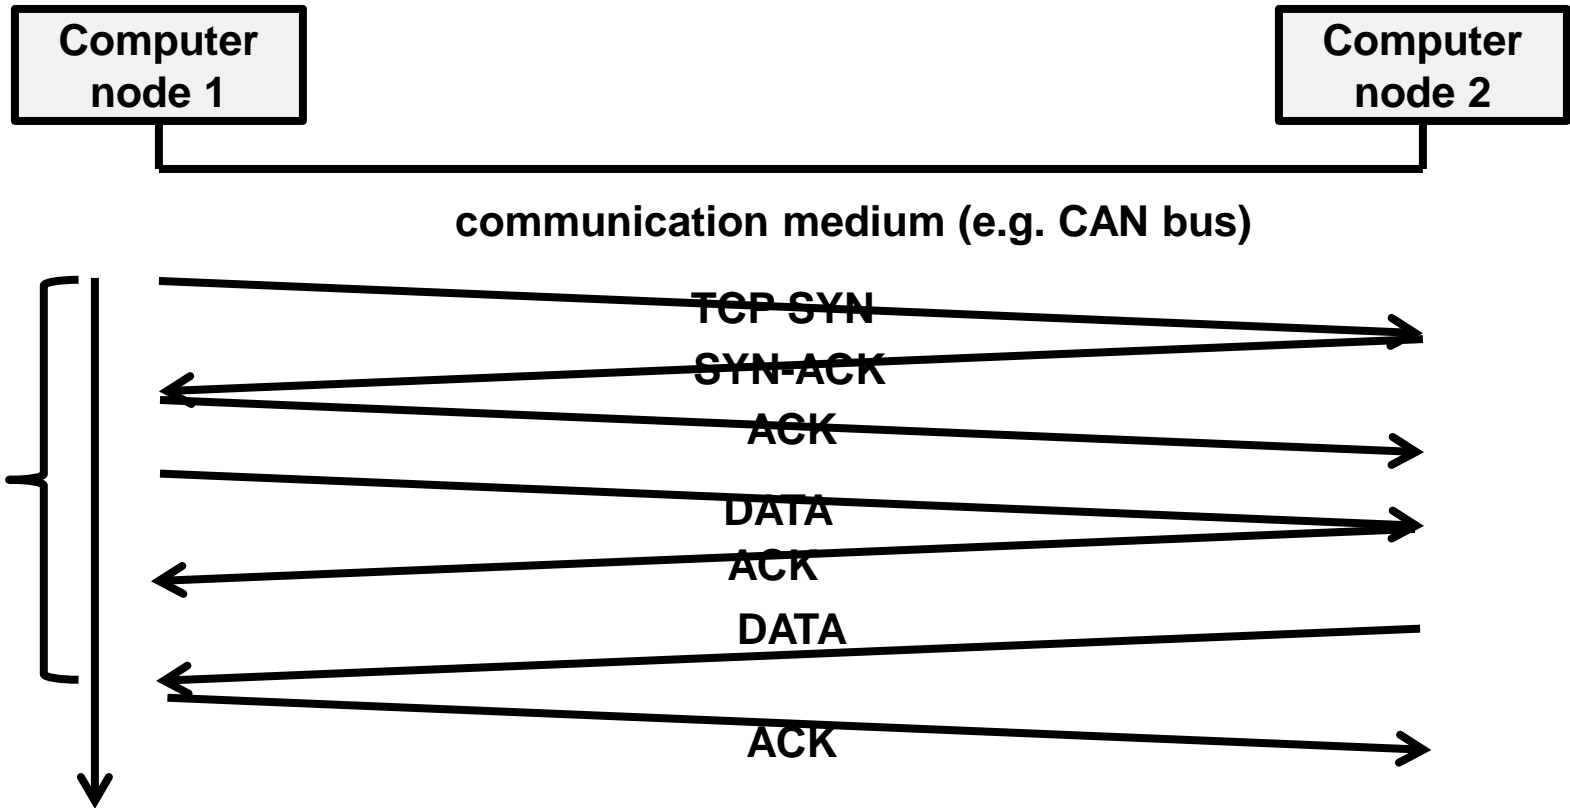 Computer
node 1
Computer
node 2
communication medium (e.g. CAN bus)
TCP SYN
SYN-ACK
ACK
DATA
ACK
DATA
ACK